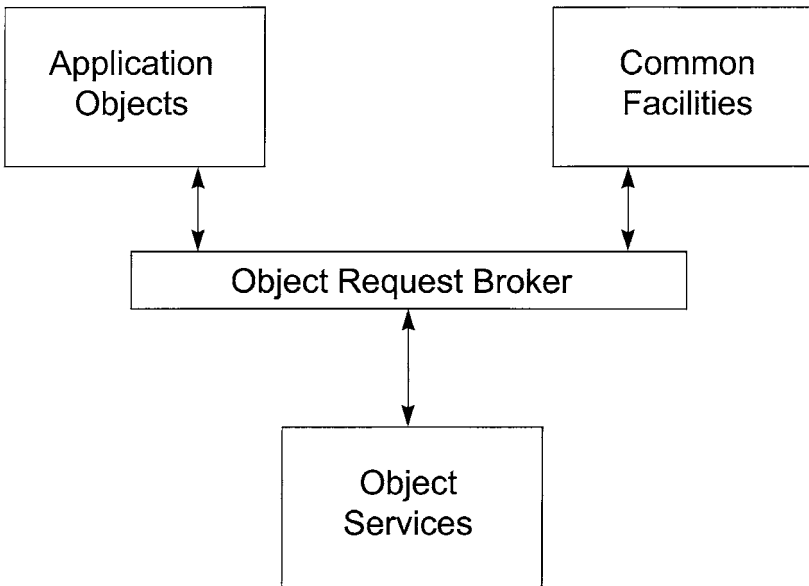 Application
Objects
Common
Facilities
Object Request Broker
Object
Services